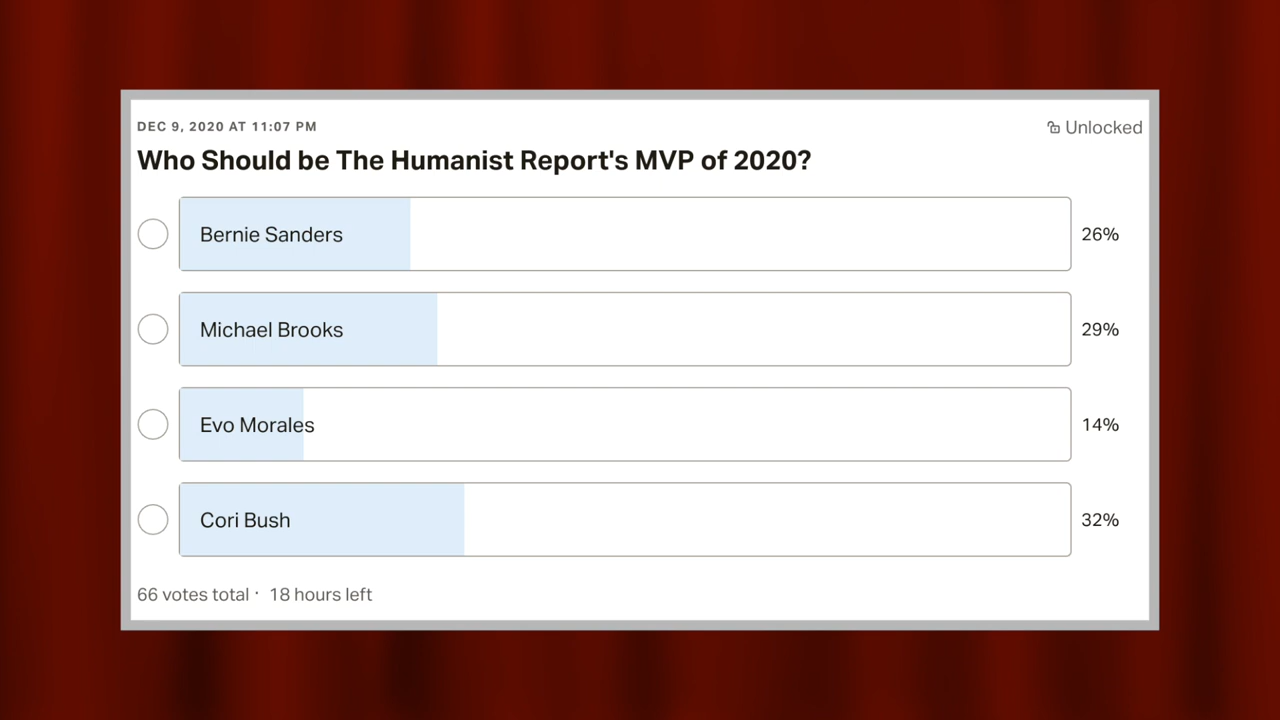 DEC 9, 2020 AT 11:07 PM
Unlocked
Who Should be The Humanist Report's MVP of 2020?
Bernie Sanders 26%
Michael Brooks 29%
Evo Morales 14%
Cori Bush 32%
66 votes total · 18 hours left